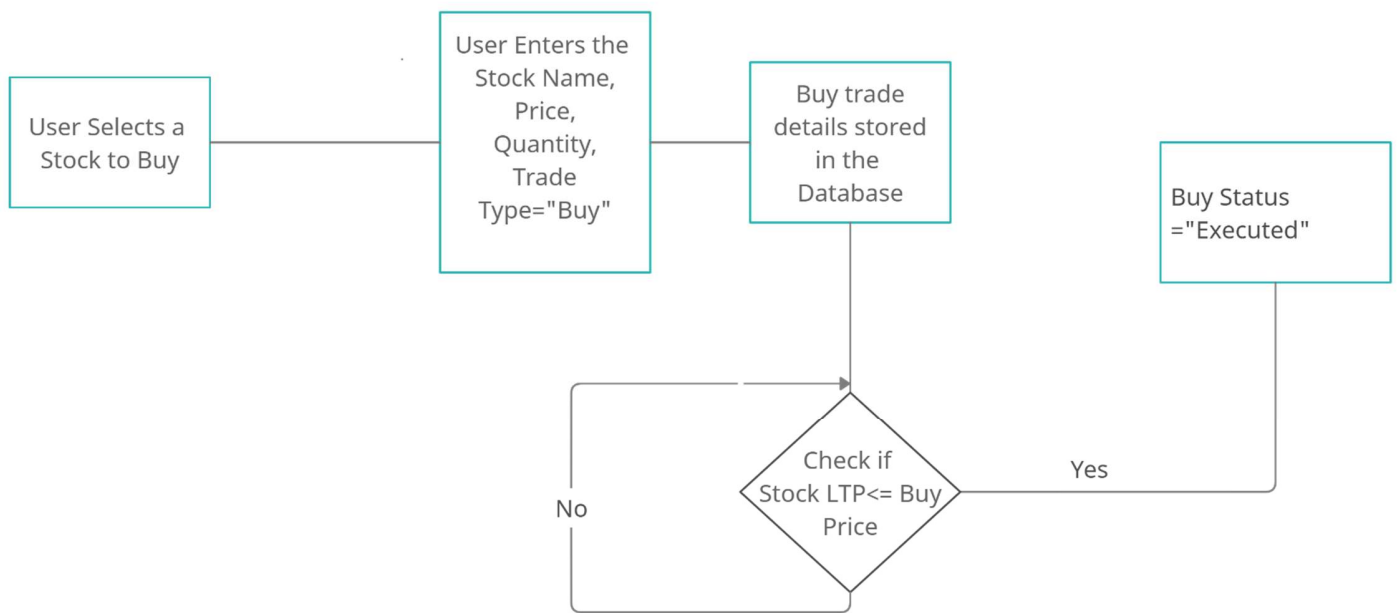 User Selects a
Stock to Buy
User Enters the
Stock Name,
Price,
Quantity,
Trade
Type="Buy"
Buy trade
details stored
in the
Database
Buy Status
="Executed"
Check if
Stock LTP<= Buy
Price
Yes
No